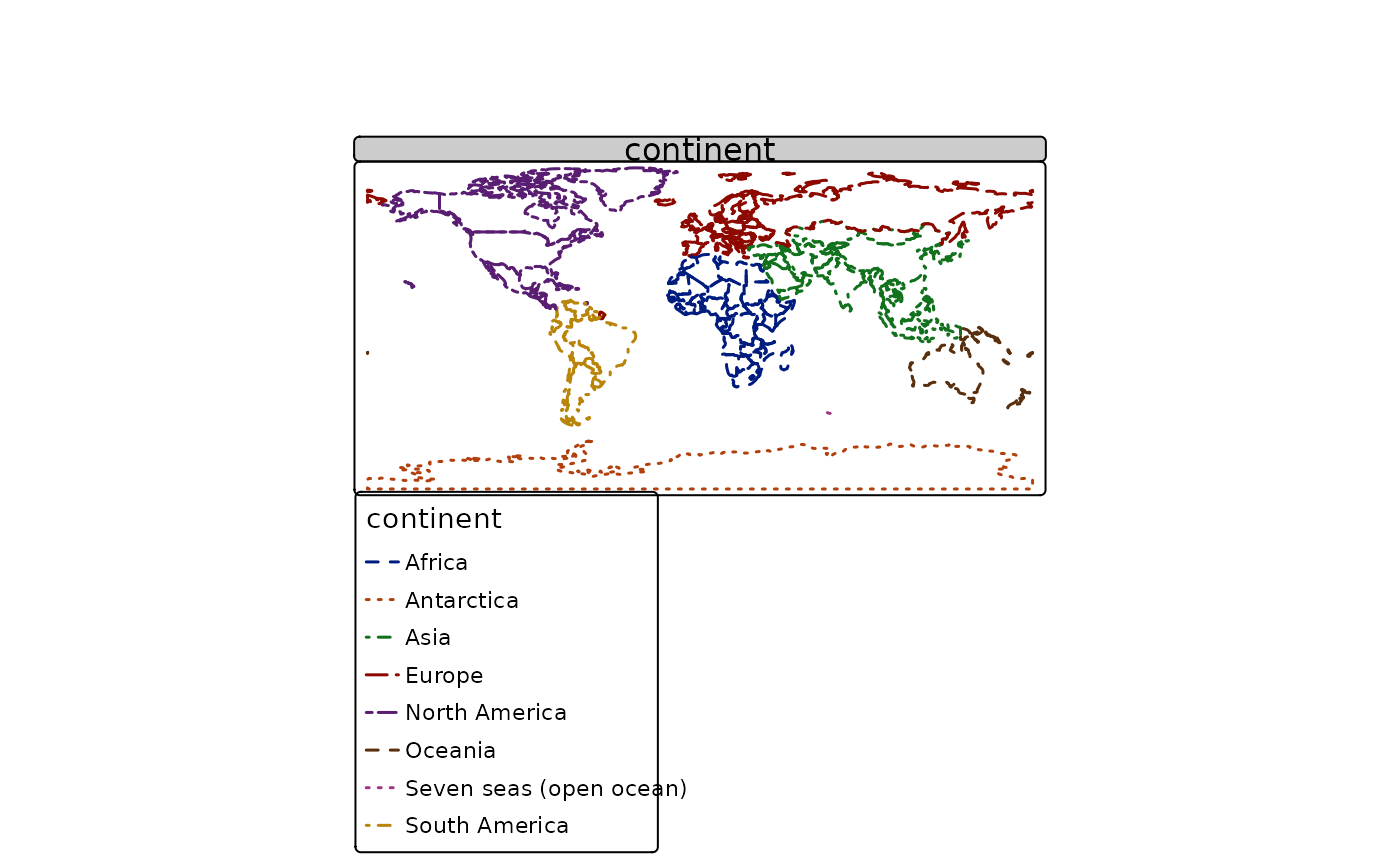 continent
continent
Africa
Antarctica
Asia
Europe
North America
Oceania
Seven seas (open ocean)
South America